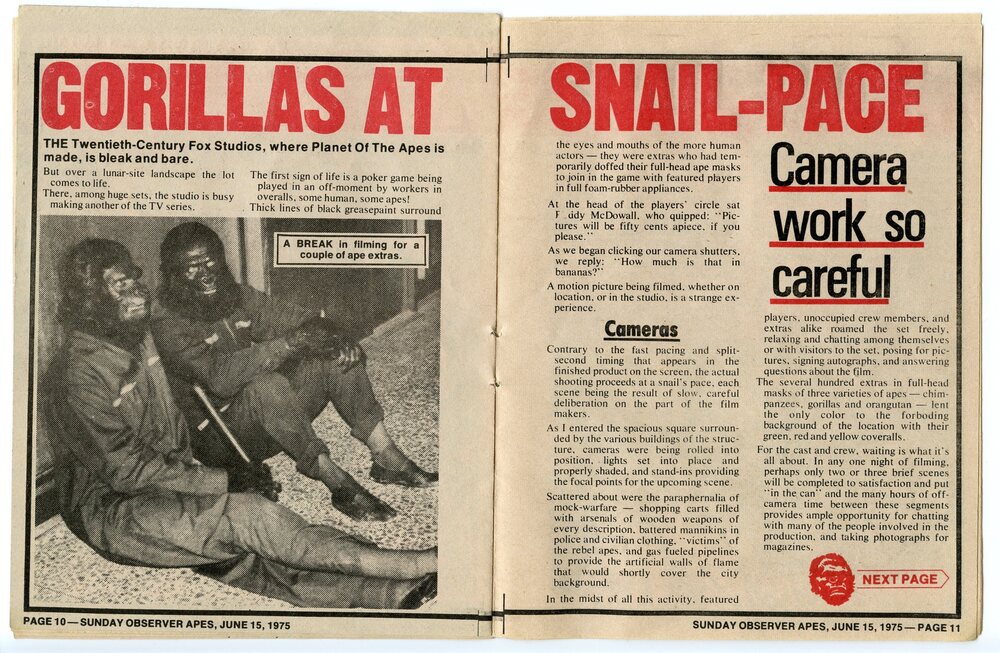 GORILLAS AT
THE Twentieth-Century Fox Studios, where Planet Of The Apes is
made, is bleak and bare.
But over a lunar-site landscape the lot
comes to life.
There, among huge sets, the studio is busy
making another of the TV series.
The first sign of life is a poker game being
played in an off-moment by workers in
overalls, some human, some apes!
Thick lines of black greasepaint surround
A BREAK in filming for a
couple of ape extras.
PAGE 10 — SUNDAY OBSERVER APES, JUNE 15, 1975
SNAIL-PACE
the eyes and mouths of the more human
actors — they were extras who had tem-
porarily doffed their full-head ape masks
to join in the game with featured players
in full foam-rubber appliances.
At the head of the players' circle sat
F ddy McDowall, who quipped: "Pic-
tures will be fifty cents apiece, if you
please."
As we began clicking our camera shutters,
we reply: "How much is that in
bananas?"
A motion picture being filmed, whether on
location, or in the studio, is a strange ex-
perience.
Cameras
Contrary to the fast pacing and split-
second timing that appears in the
finished product on the screen, the actual
shooting proceeds at a snail's pace, each
scene being the result of slow, careful
deliberation on the part of the film
makers.
As I entered the spacious square surroun-
ded by the various buildings of the struc-
ture, cameras were being rolled into
position, lights set into place and
properly shaded, and stand-ins providing
the focal points for the upcoming scene.
Scattered about were the paraphernalia of
mock-warfare — shopping carts filled
with arsenals of wooden weapons of
every description, battered mannikins in
police and civilian clothing, "victims" of
the rebel apes, and gas fueled pipelines
to provide the artificial walls of flame
that would shortly cover the city
background.
In the midst of all this activity, featured
Camera
work so
careful
players, unoccupied crew members, and
extras alike roamed the set freely,
relaxing and chatting among themselves
or with visitors to the set, posing for pic-
tures, signing autographs, and answering
questions about the film.
The several hundred extras in full-head
masks of three varieties of apes — chim-
panzees, gorillas and orangutan — lent
the only color to the forboding
background of the location with their
green, red and yellow coveralls.
For the cast and crew, waiting is what it's
all about. In any one night of filming,
perhaps only two or three brief scenes
will be completed to satisfaction and put
"in the can" and the many hours of off-
camera time between these segments
provides ample opportunity for chatting
with many of the people involved in the
production, and taking photographs for
magazines.
NEXT PAGE
SUNDAY OBSERVER APES, JUNE 15, 1975 — PAGE 11